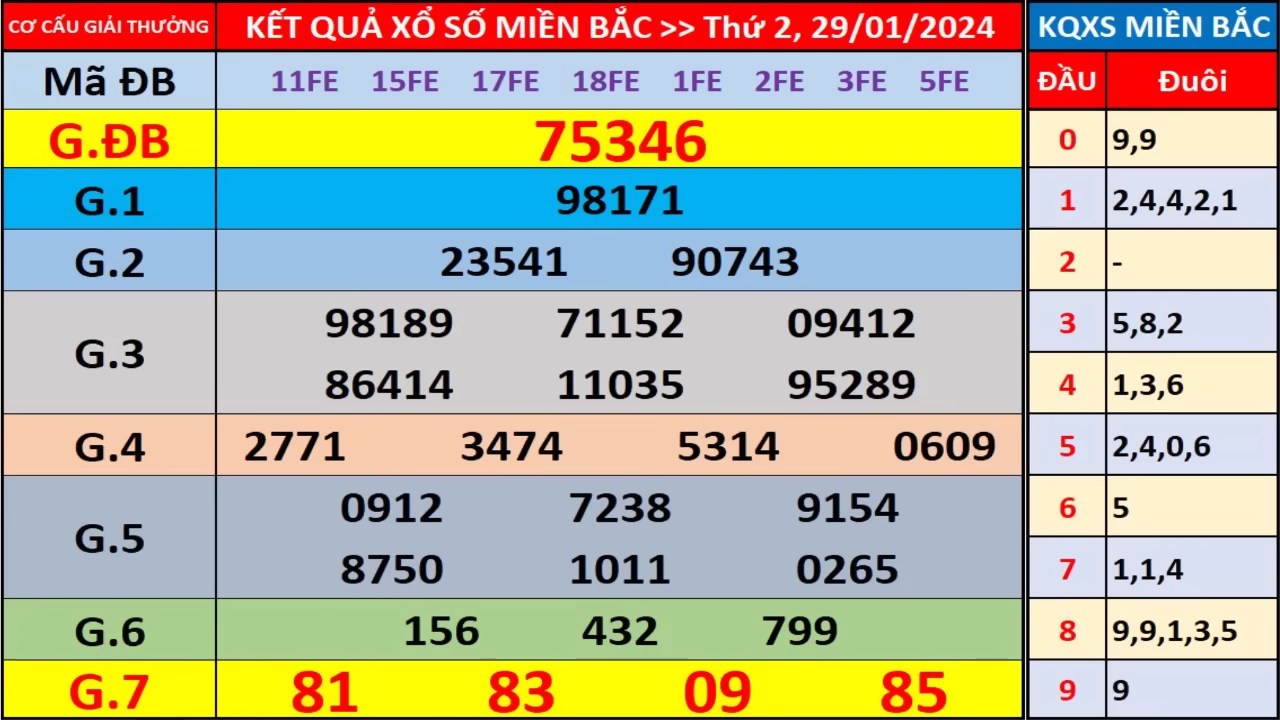 CƠ CẤU GIẢI THƯỞNG KẾT QUẢ XỔ SỐ MIỀN BẮC >> Thứ 2, 29/01/2024 KQXS MIỀN BẮC
Mã ĐB 11FE 15FE 17FE 18FE 1FE 2FE 3FE 5FE ĐẦU Đuôi
G.ĐB 75346 0 9,9
G.1 98171 1 2,4,4,2,1
G.2 23541 90743 2 -
G.3 98189 71152 09412 3 5,8,2
86414 11035 95289 4 1,3,6
G.4 2771 3474 5314 0609 5 2,4,0,6
G.5 0912 7238 9154 6 5
8750 1011 0265 7 1,1,4
G.6 156 432 799 8 9,9,1,3,5
G.7 81 83 09 85 9 9